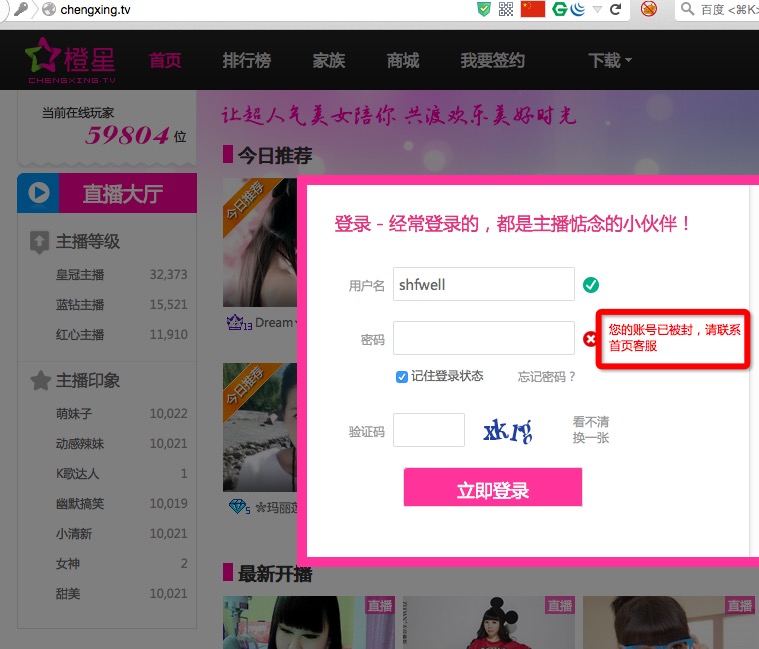 chengxing.tv
百度 <⌘K>
橙星
CHENGXING.TV
首页
排行榜
家族
商城
我要签约
下载
当前在线玩家
59804 位
让超人气美女陪你 共渡欢乐美好时光
今日推荐
直播大厅
今日推荐
登录 - 经常登录的，都是主播惦念的小伙伴！
主播等级
皇冠主播 32,373
蓝钻主播 15,521
红心主播 11,910
用户名 shfwell
13 Dream
密码
您的账号已被封，请联系
首页客服
记住登录状态 忘记密码？
主播印象
今日推荐
萌妹子 10,022
动感辣妹 10,021
K歌达人 1
幽默搞笑 10,019
小清新 10,021
女神 2
甜美 10,021
验证码
xkrg
看不清
换一张
立即登录
5 ※玛丽莲
最新开播
直播
直播
直播